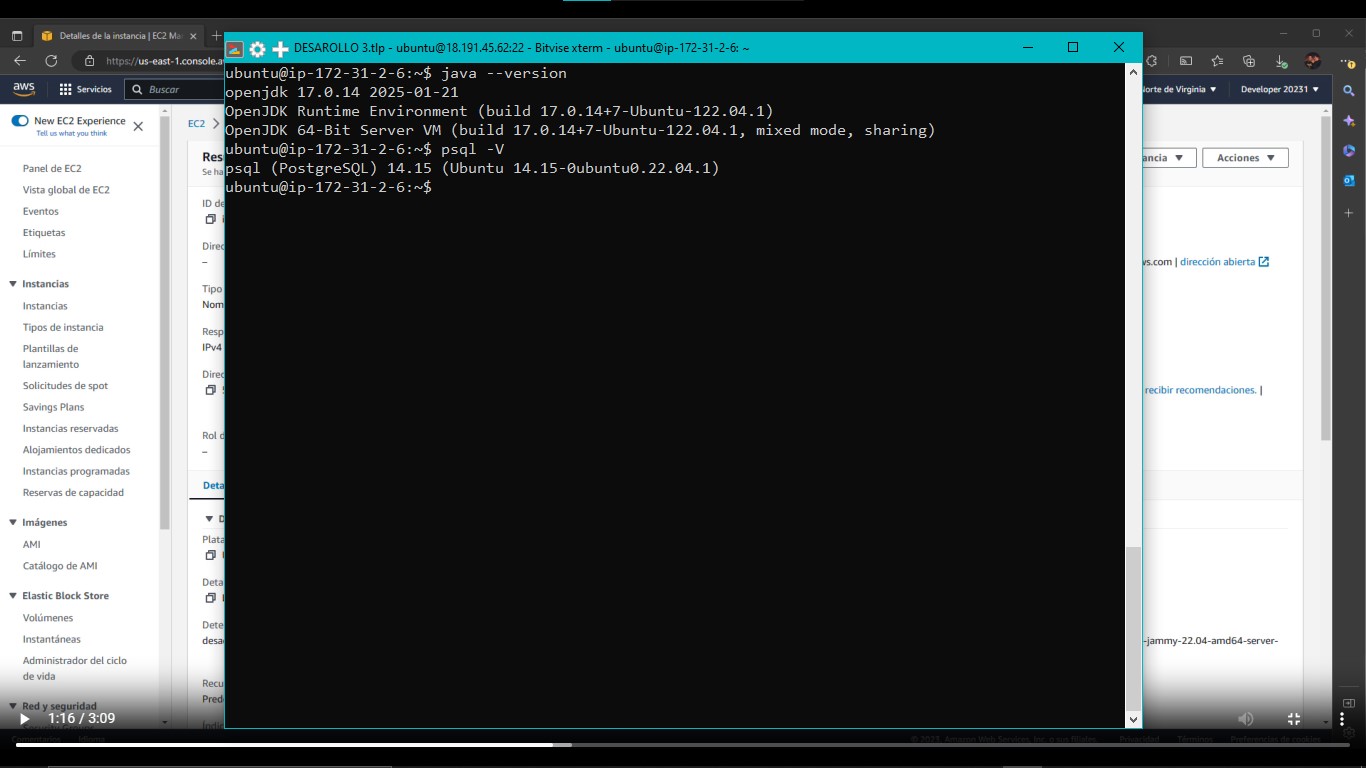 Detalles de la instancia | EC2 Ma
https://us-east-1.console.a
DESAROLLO 3.tlp - ubuntu@18.191.45.62:22 - Bitvise xterm - ubuntu@ip-172-31-2-6: ~
aws
Servicios
Buscar
Norte de Virginia
Developer 20231
New EC2 Experience
Tell us what you think
Panel de EC2
Vista global de EC2
Eventos
Etiquetas
Límites
Instancias
Instancias
Tipos de instancia
Plantillas de
lanzamiento
Solicitudes de spot
Savings Plans
Instancias reservadas
Alojamientos dedicados
Instancias programadas
Reservas de capacidad
Imágenes
AMI
Catálogo de AMI
Elastic Block Store
Volúmenes
Instantáneas
Administrador del ciclo
de vida
Red y seguridad
EC2
Res
Se ha
ID de
Direc
–
Tipo
Nom
Resp
IPv4
Direc
Rol d
–
Deta
Plata
Deta
Dete
desa
Recu
Pred
Índic
ubuntu@ip-172-31-2-6:~$ java --version
openjdk 17.0.14 2025-01-21
OpenJDK Runtime Environment (build 17.0.14+7-Ubuntu-122.04.1)
OpenJDK 64-Bit Server VM (build 17.0.14+7-Ubuntu-122.04.1, mixed mode, sharing)
ubuntu@ip-172-31-2-6:~$ psql -V
psql (PostgreSQL) 14.15 (Ubuntu 14.15-0ubuntu0.22.04.1)
ubuntu@ip-172-31-2-6:~$
ancia
Acciones
ws.com | dirección abierta
recibir recomendaciones. |
-jammy-22.04-amd64-server-
1:16 / 3:09
Comentarios Idioma
© 2023, Amazon Web Services, Inc. o sus filiales. Privacidad Términos Preferencias de cookies